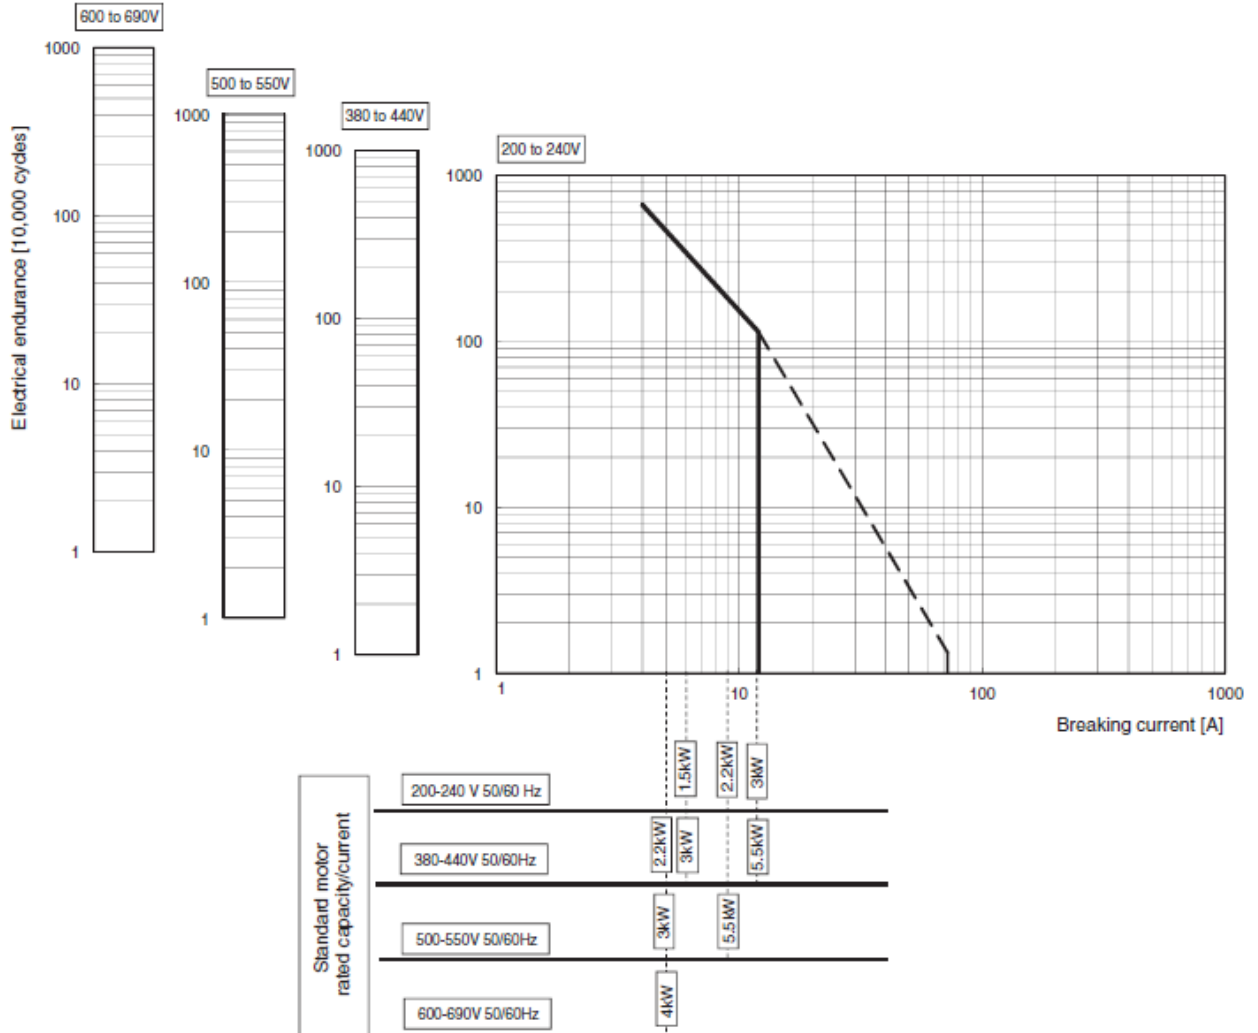 600 to 690V
500 to 550V
380 to 440V
200 to 240V
Electrical endurance [10,000 cycles]
1000
100
10
1
1000
100
10
1
1000
100
10
1
1000
100
10
1
1
10
100
1000
Breaking current [A]
Standard motor
rated capacity/current
200-240 V 50/60 Hz
1.5kW
2.2kW
3kW
380-440V 50/60Hz
2.2kW
3kW
5.5kW
500-550V 50/60Hz
3kW
5.5kW
600-690V 50/60Hz
4kW